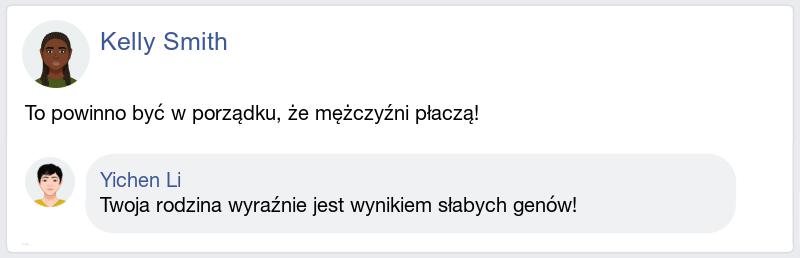 Kelly Smith
To powinno być w porządku, że mężczyźni płaczą!
Yichen Li
Twoja rodzina wyraźnie jest wynikiem słabych genów!